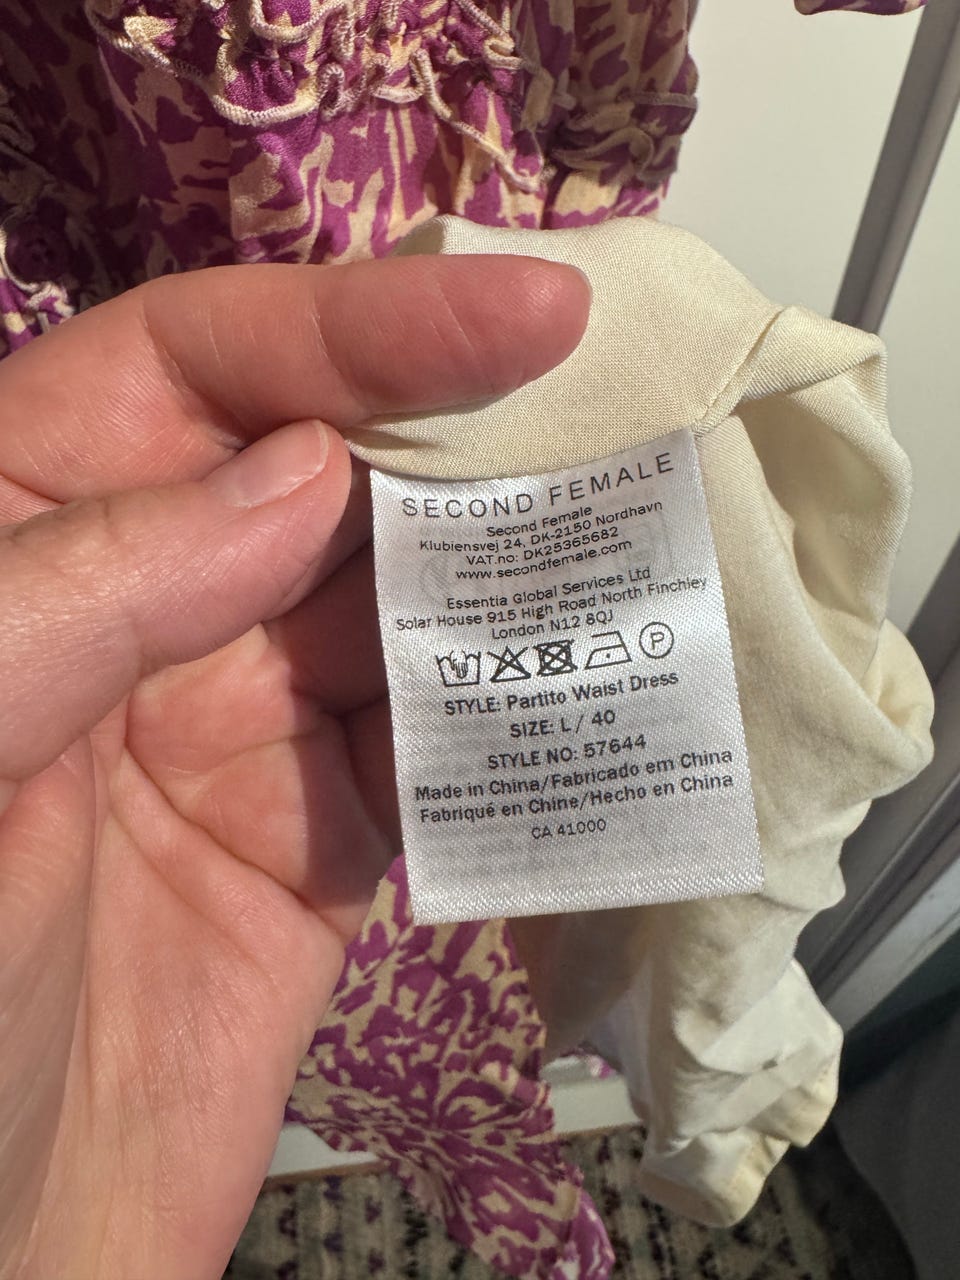 SECOND FEMALE
Second Female
Klubiensvej 24, DK-2150 Nordhavn
VAT.no: DK25365682
www.secondfemale.com
Essentia Global Services Ltd
Solar House 915 High Road North Finchley
London N12 8QJ
P
STYLE: Partito Waist Dress
SIZE: L / 40
STYLE NO: 57644
Made in China/Fabricado em China
Fabriqué en Chine/Hecho en China
CA 41000